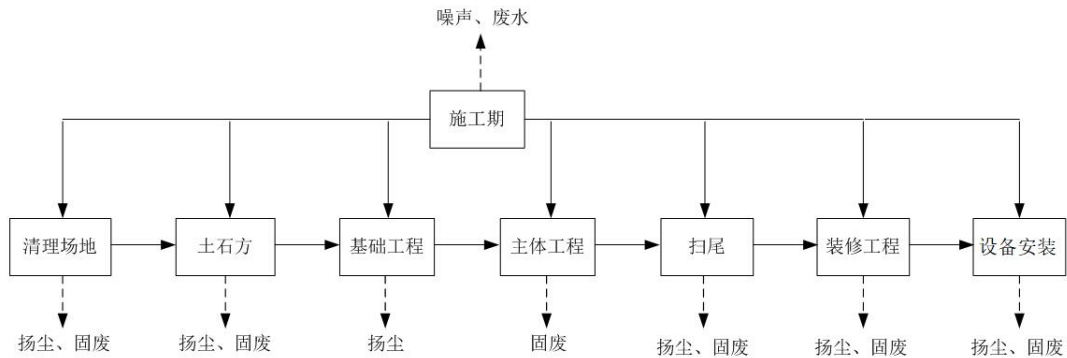 噪声、废水
施工期
清理场地
土石方
基础工程
主体工程
扫尾
装修工程
设备安装
扬尘、固废
扬尘、固废
扬尘
固废
扬尘、固废
扬尘、固废
扬尘、固废